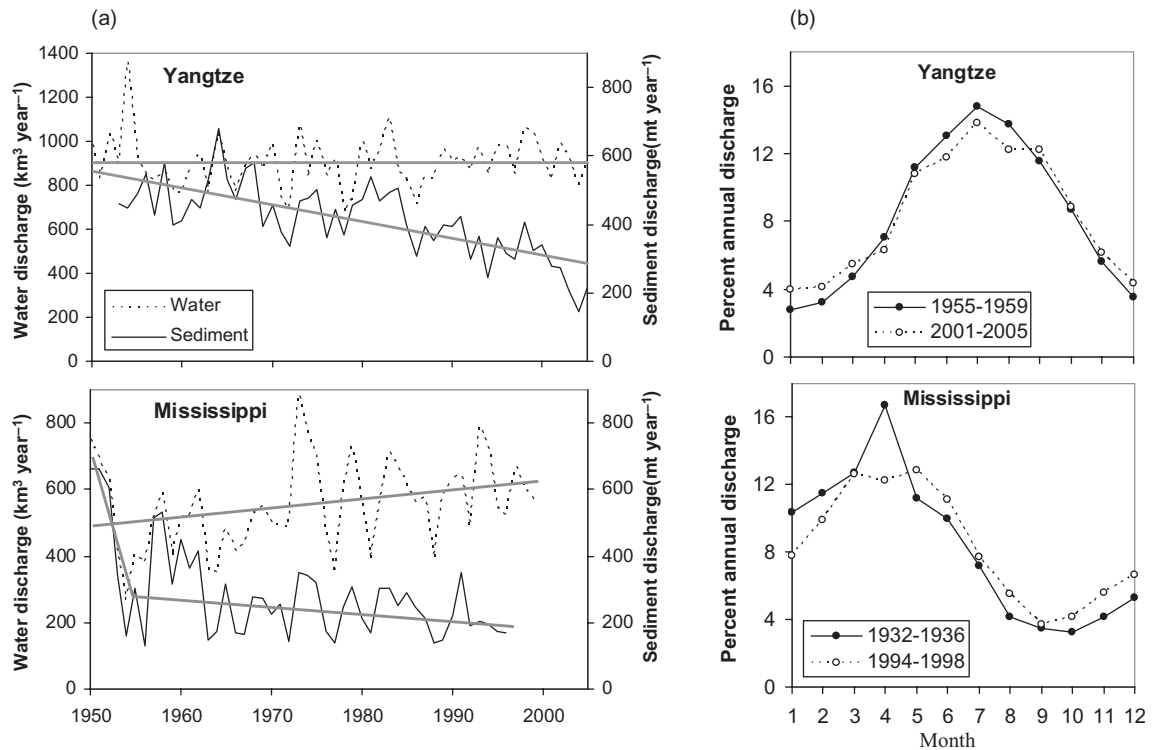 (a)
Yangtze
Water discharge (km³ year⁻¹)
1400
1200
1000
800
600
400
200
0
Water
Sediment
Sediment discharge(mt year⁻¹)
800
600
400
200
0
Mississippi
Water discharge (km³ year⁻¹)
800
600
400
200
0
Sediment discharge(mt year⁻¹)
800
600
400
200
0
1950 1960 1970 1980 1990 2000
(b)
Yangtze
Percent annual discharge
16
12
8
4
0
1955-1959
2001-2005
Mississippi
Percent annual discharge
16
12
8
4
0
1932-1936
1994-1998
1 2 3 4 5 6 7 8 9 10 11 12
Month